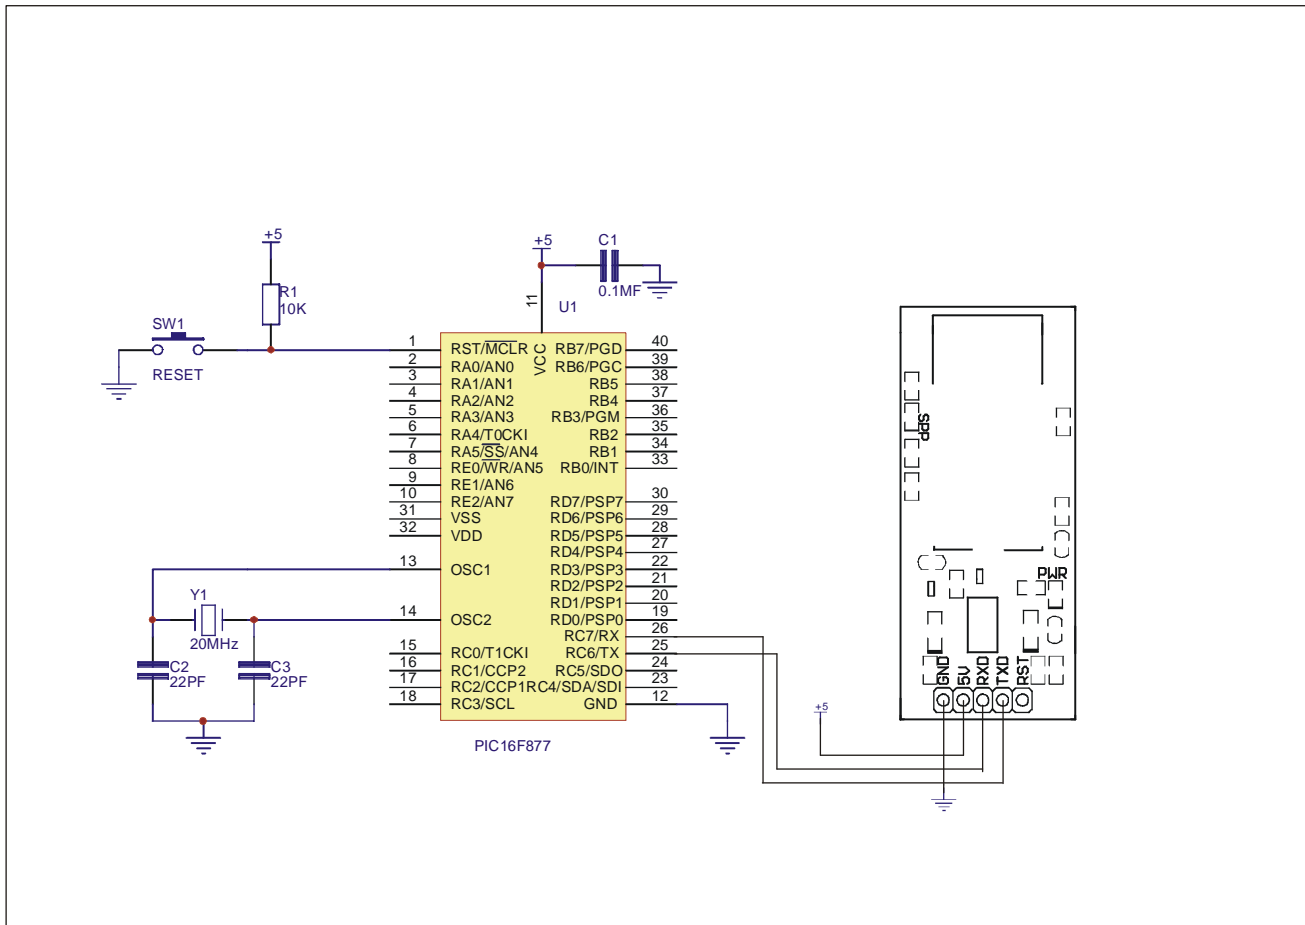 +5
R1
10K
SW1
RESET
+5
C1
0.1MF
11
U1
VCC
1 RST/MCLR
2 RA0/AN0
3 RA1/AN1
4 RA2/AN2
5 RA3/AN3
6 RA4/T0CKI
7 RA5/SS/AN4
8 RE0/WR/AN5
9 RE1/AN6
10 RE2/AN7
31 VSS
32 VDD
13 OSC1
14 OSC2
15 RC0/T1CKI
16 RC1/CCP2
17 RC2/CCP1
18 RC3/SCL
RB7/PGD 40
RB6/PGC 39
RB5 38
RB4 37
RB3/PGM 36
RB2 35
RB1 34
RB0/INT 33
RD7/PSP7 30
RD6/PSP6 29
RD5/PSP5 28
RD4/PSP4 27
RD3/PSP3 22
RD2/PSP2 21
RD1/PSP1 20
RD0/PSP0 19
RC7/RX 26
RC6/TX 25
RC5/SDO 24
RC4/SDA/SDI 23
GND 12
PIC16F877
Y1
20MHz
C2
22PF
C3
22PF
+5
SPP
PWR
GND
5V
RXD
TXD
RST